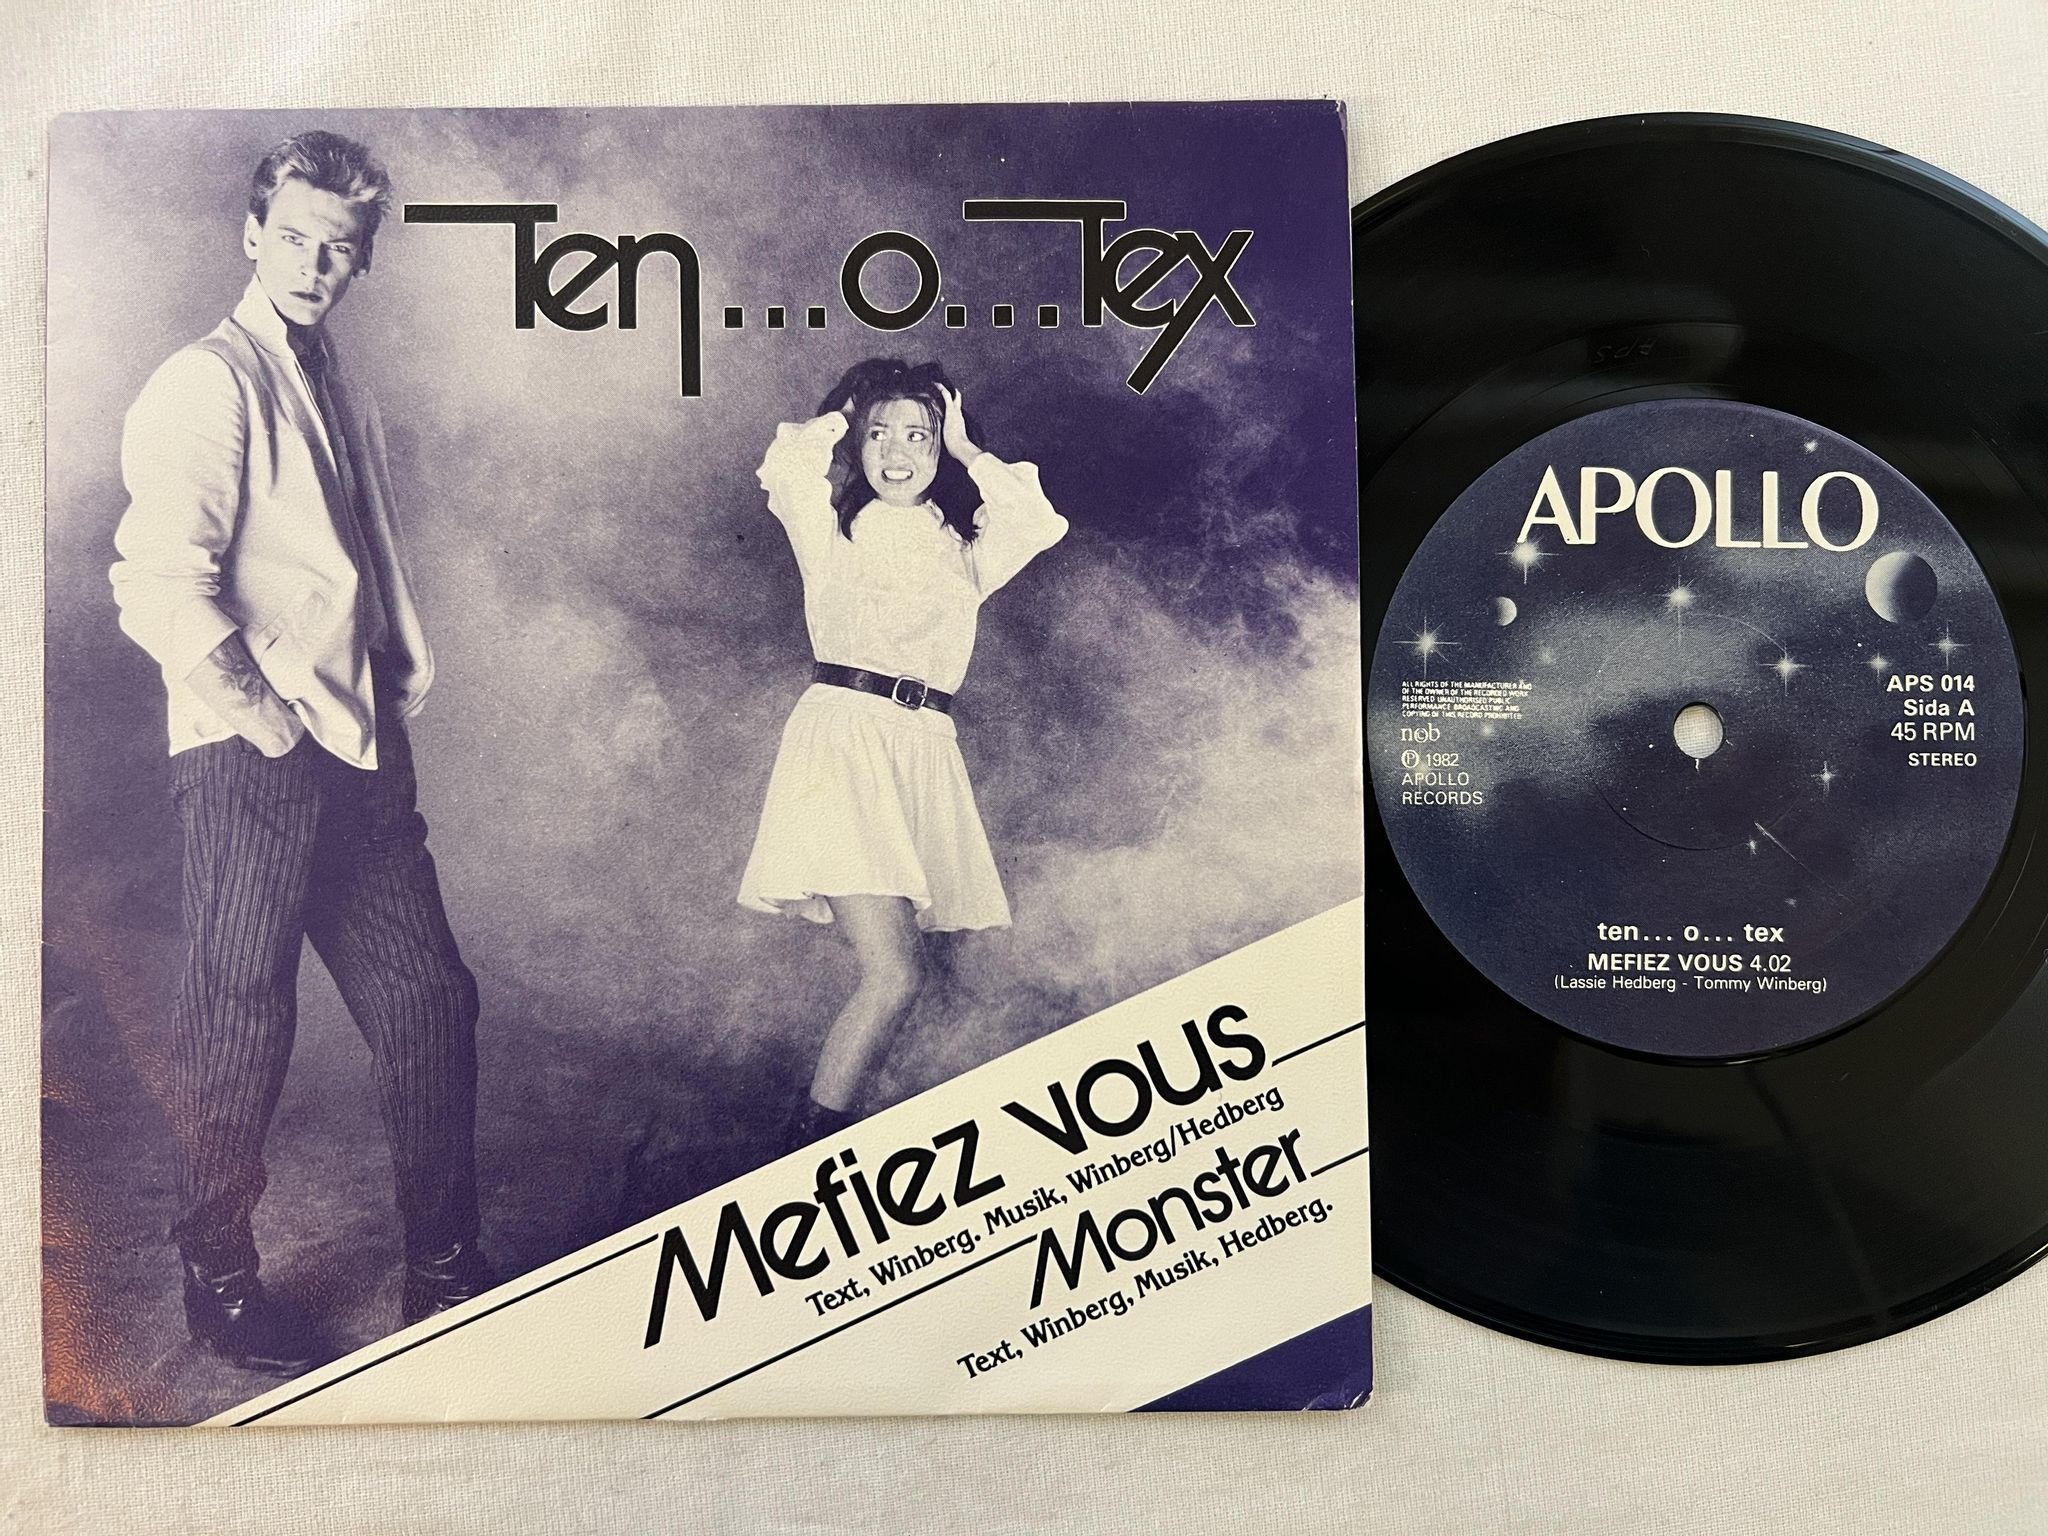 Ten...o...Tex
Mefiez vous
Text, Winberg. Musik, Winberg/Hedberg
Monster
Text, Winberg, Musik, Hedberg.
APOLLO
ALL RIGHTS OF THE MANUFACTURER AND
OF THE OWNER OF THE RECORDED WORK
RESERVED UNAUTHORISED PUBLIC
PERFORMANCE BROADCASTING AND
COPYING OF THIS RECORD PROHIBITED
ncb
Ⓟ 1982
APOLLO
RECORDS
APS 014
Sida A
45 RPM
STEREO
ten... o... tex
MEFIEZ VOUS 4.02
(Lassie Hedberg - Tommy Winberg)